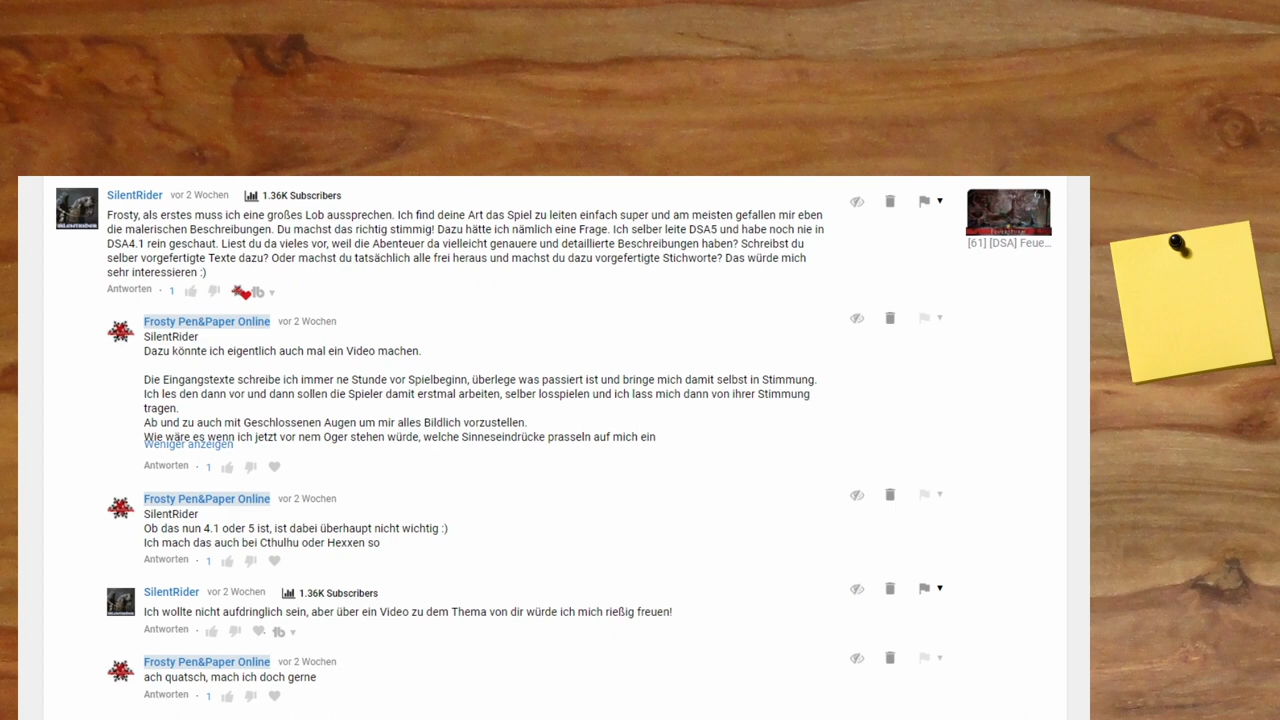 SilentRider vor 2 Wochen 1.36K Subscribers
Frosty, als erstes muss ich eine großes Lob aussprechen. Ich find deine Art das Spiel zu leiten einfach super und am meisten gefallen mir eben
die malerischen Beschreibungen. Du machst das richtig stimmig! Dazu hätte ich nämlich eine Frage. Ich selber leite DSA5 und habe noch nie in
DSA4.1 rein geschaut. Liest du da vieles vor, weil die Abenteuer da vielleicht genauere und detaillierte Beschreibungen haben? Schreibst du
selber vorgefertigte Texte dazu? Oder machst du tatsächlich alle frei heraus und machst du dazu vorgefertigte Stichworte? Das würde mich
sehr interessieren :)
[61] [DSA] Feue...
Antworten · 1
Frosty Pen&Paper Online vor 2 Wochen
SilentRider
Dazu könnte ich eigentlich auch mal ein Video machen.
Die Eingangstexte schreibe ich immer ne Stunde vor Spielbeginn, überlege was passiert ist und bringe mich damit selbst in Stimmung.
Ich les den dann vor und dann sollen die Spieler damit erstmal arbeiten, selber losspielen und ich lass mich dann von ihrer Stimmung
tragen.
Ab und zu auch mit Geschlossenen Augen um mir alles Bildlich vorzustellen.
Wie wäre es wenn ich jetzt vor nem Oger stehen würde, welche Sinneseindrücke prasseln auf mich ein
Weniger anzeigen
Antworten · 1
Frosty Pen&Paper Online vor 2 Wochen
SilentRider
Ob das nun 4.1 oder 5 ist, ist dabei überhaupt nicht wichtig :)
Ich mach das auch bei Cthulhu oder Hexxen so
Antworten · 1
SilentRider vor 2 Wochen 1.36K Subscribers
Ich wollte nicht aufdringlich sein, aber über ein Video zu dem Thema von dir würde ich mich rießig freuen!
Antworten ·
Frosty Pen&Paper Online vor 2 Wochen
ach quatsch, mach ich doch gerne
Antworten · 1